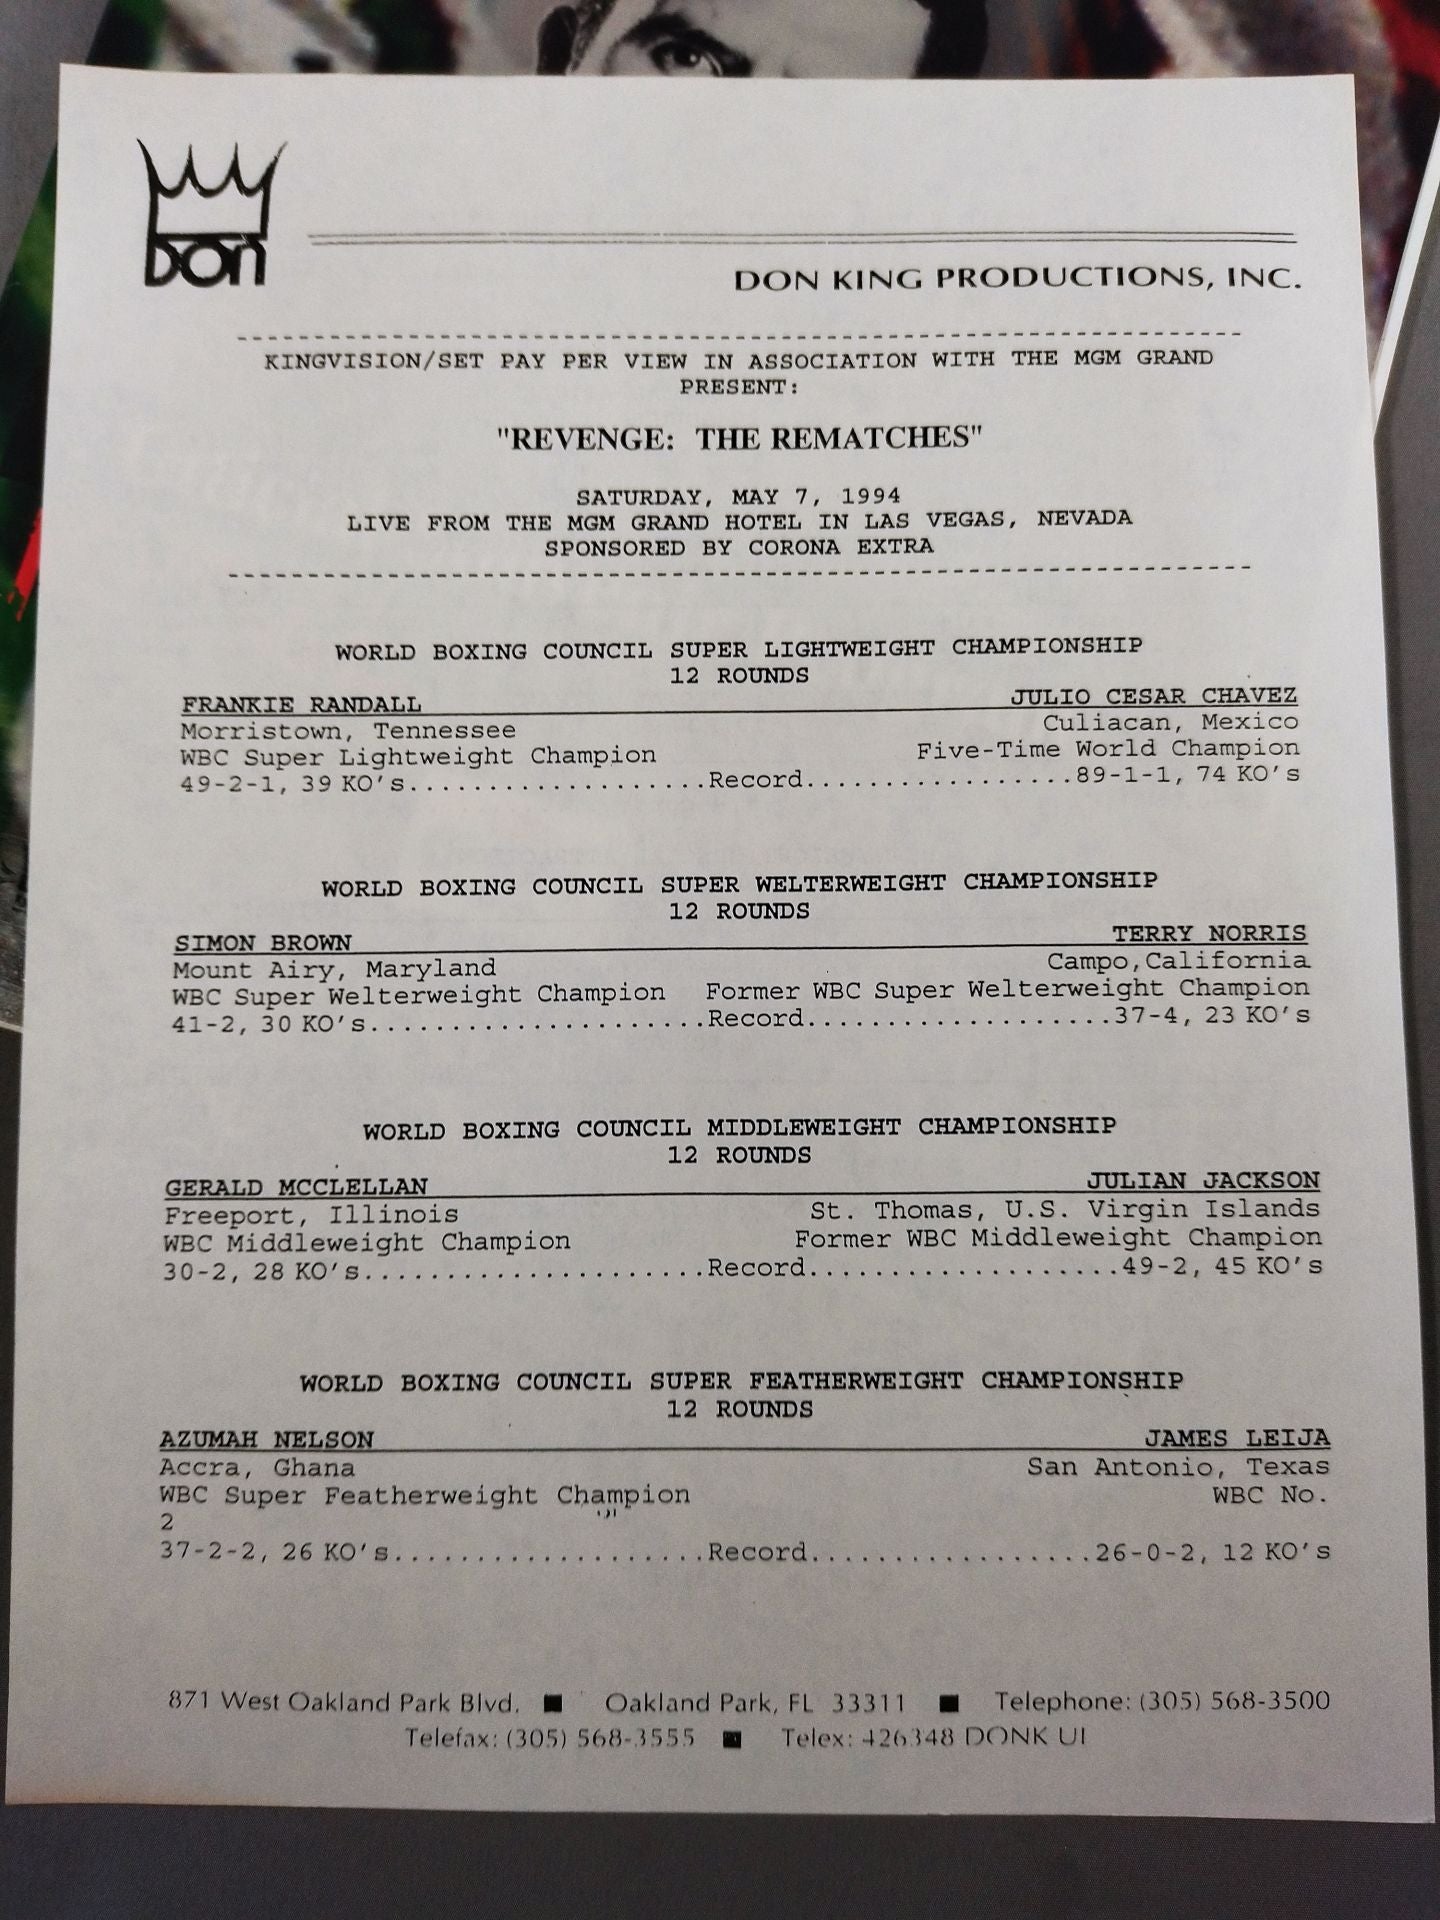 DON
DON KING PRODUCTIONS, INC.
KINGVISION/SET PAY PER VIEW IN ASSOCIATION WITH THE MGM GRAND
PRESENT:
"REVENGE: THE REMATCHES"
SATURDAY, MAY 7, 1994
LIVE FROM THE MGM GRAND HOTEL IN LAS VEGAS, NEVADA
SPONSORED BY CORONA EXTRA
WORLD BOXING COUNCIL SUPER LIGHTWEIGHT CHAMPIONSHIP
12 ROUNDS
FRANKIE RANDALL JULIO CESAR CHAVEZ
Morristown, Tennessee Culiacan, Mexico
WBC Super Lightweight Champion Five-Time World Champion
49-2-1, 39 KO's...................Record.................89-1-1, 74 KO's
WORLD BOXING COUNCIL SUPER WELTERWEIGHT CHAMPIONSHIP
12 ROUNDS
SIMON BROWN TERRY NORRIS
Mount Airy, Maryland Campo,California
WBC Super Welterweight Champion Former WBC Super Welterweight Champion
41-2, 30 KO's.....................Record...................37-4, 23 KO's
WORLD BOXING COUNCIL MIDDLEWEIGHT CHAMPIONSHIP
12 ROUNDS
GERALD MCCLELLAN JULIAN JACKSON
Freeport, Illinois St. Thomas, U.S. Virgin Islands
WBC Middleweight Champion Former WBC Middleweight Champion
30-2, 28 KO's.....................Record...................49-2, 45 KO's
WORLD BOXING COUNCIL SUPER FEATHERWEIGHT CHAMPIONSHIP
12 ROUNDS
AZUMAH NELSON JAMES LEIJA
Accra, Ghana San Antonio, Texas
WBC Super Featherweight Champion WBC No.
2
37-2-2, 26 KO's...................Record.................26-0-2, 12 KO's
871 West Oakland Park Blvd. ■ Oakland Park, FL 33311 ■ Telephone: (305) 568-3500
Telefax: (305) 568-3555 ■ Telex: 426348 DONK UI